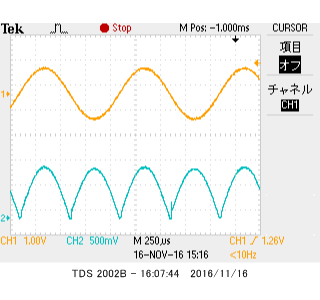 Tek Stop M Pos: -1.000ms CURSOR
項目
オフ
チャネル
CH1
1
2
CH1 1.00V CH2 500mV M 250µs CH1 / 1.26V
16-NOV-16 15:16 <10Hz
TDS 2002B - 16:07:44 2016/11/16